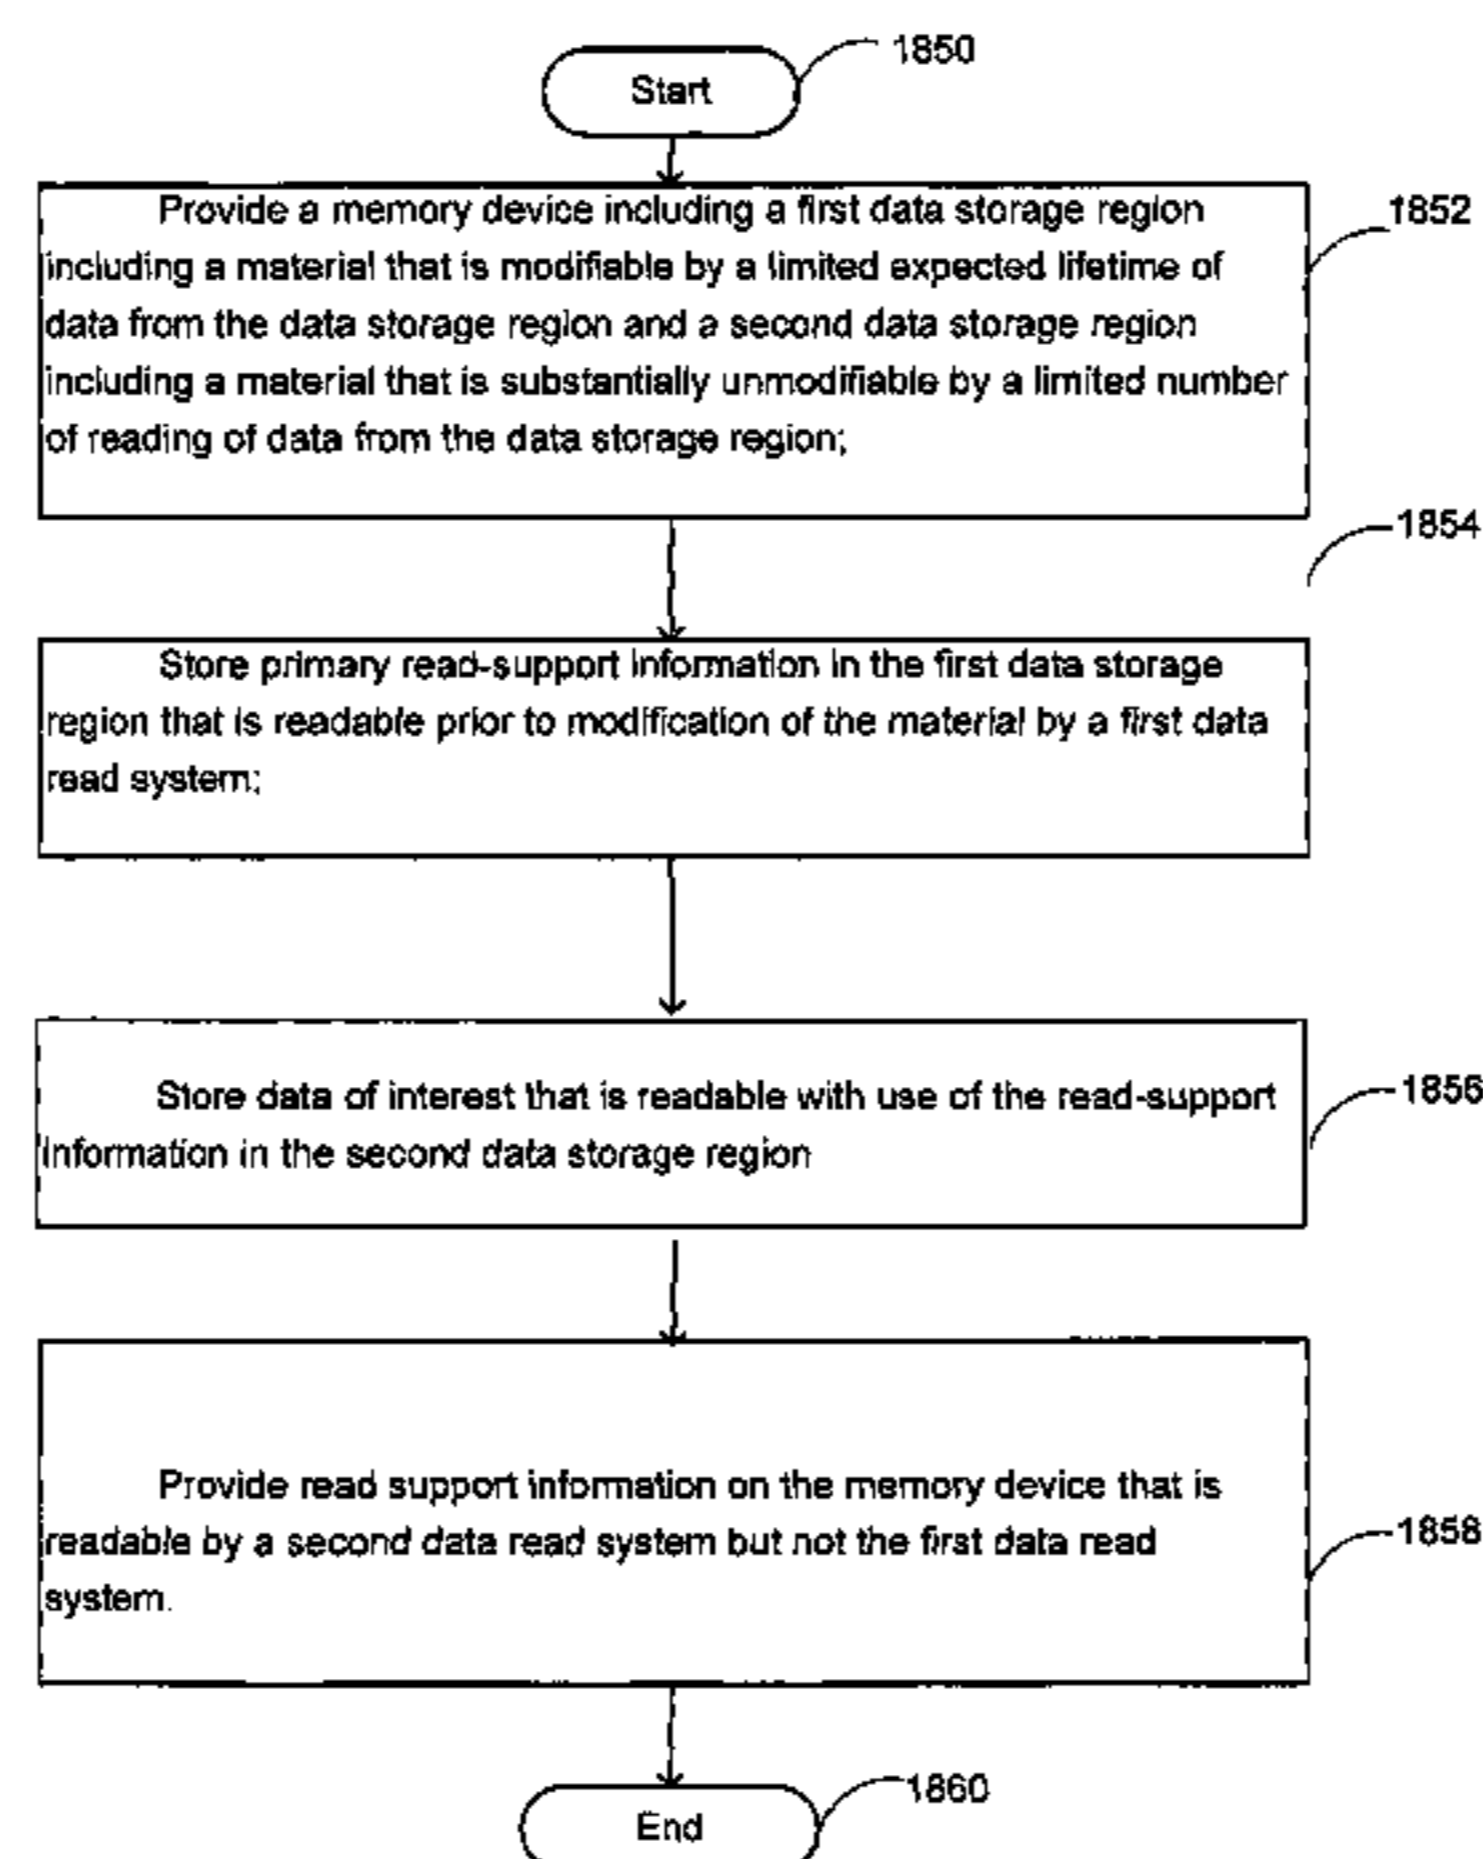 1850
Start
Provide a memory device including a first data storage region
1852
including a material that is modifiable by a limited expected lifetime of
data from the data storage region and a second data storage region
including a material that is substantially unmodifiable by a limited number
of reading of data from the data storage region;
1854
Store primary read-support information in the first data storage
region that is readable prior to modification of the material by a first data
read system;
Store data of interest that is readable with use of the read-support
1856
information in the second data storage region
Provide read support information on the memory device that is
readable by a second data read system but not the first data read
1858
system.
1860
End